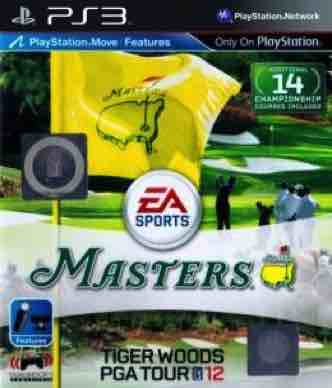 PS3
PlayStation.Network
PlayStation.Move Features
Only On PlayStation
MASTERS
ADDITIONAL
14
CHAMPIONSHIP
COURSES INCLUDED
EA
SPORTS
MASTERS
Features
TIGER WOODS
PGA TOUR 12